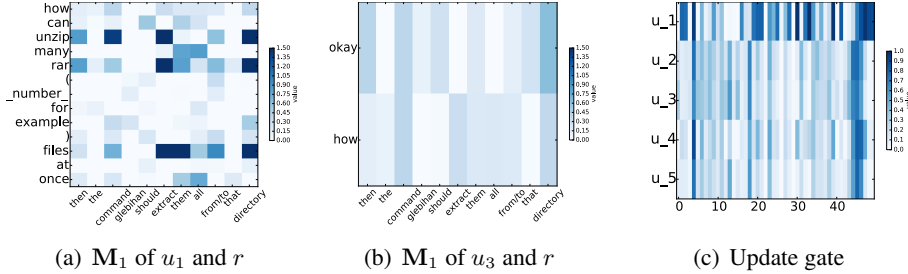 how
can
unzip
many
rar
(
_number_
for
example
)
files
at
once
then
the
command
glebihan
should
extract
them
all
from/to
that
directory
1.50
1.35
1.20
1.05
0.90
0.75
0.60
0.45
0.30
0.15
0.00
value
(a) M₁ of u₁ and r
okay
how
then
the
command
glebihan
should
extract
them
all
from/to
that
directory
1.50
1.35
1.20
1.05
0.90
0.75
0.60
0.45
0.30
0.15
0.00
value
(b) M₁ of u₃ and r
u_1
u_2
u_3
u_4
u_5
0
10
20
30
40
1.0
0.9
0.8
0.7
0.6
0.5
0.4
0.3
0.2
0.1
0.0
value
(c) Update gate